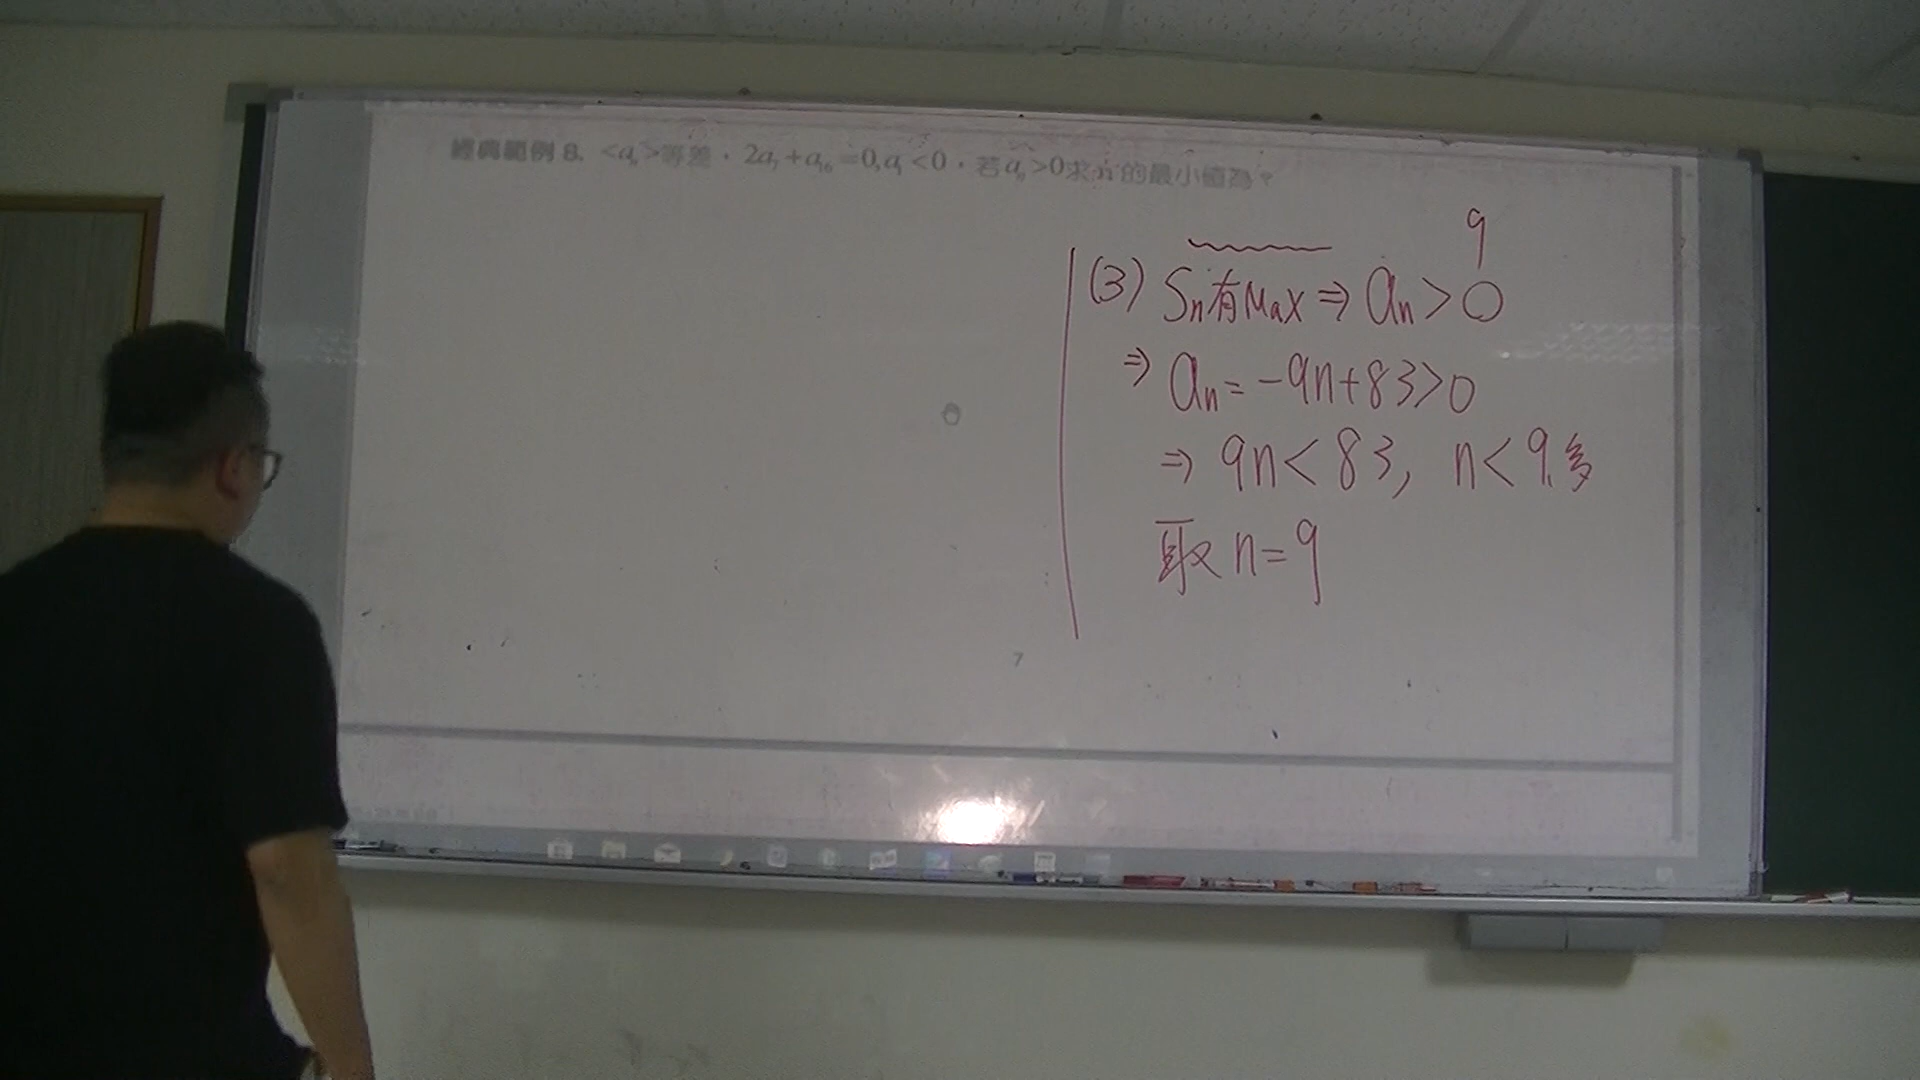 經典範例 8. <aₙ>等差，2a₇+a₁₆=0, a₁<0，若aₙ>0求n的最小值為？
9
(3) Sₙ有Max ⇒ aₙ>0
⇒ aₙ=-9n+83>0
⇒ 9n<83, n<9.多
取 n=9
7